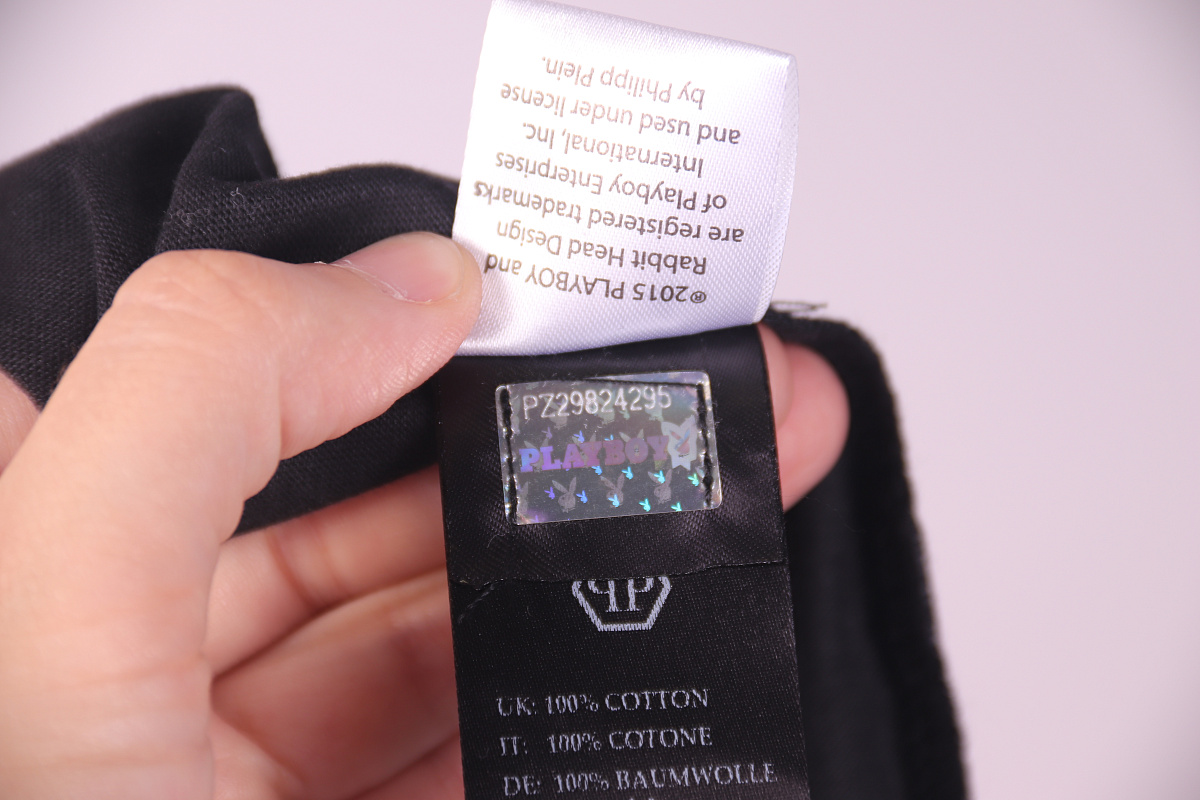 ®2015 PLAYBOY and
Rabbit Head Design
are registered trademarks
of Playboy Enterprises
International, Inc.
and used under license
by Philipp Plein.
PZ29824295
PLAYBOY
PP
UK: 100% COTTON
IT: 100% COTONE
DE: 100% BAUMWOLLE